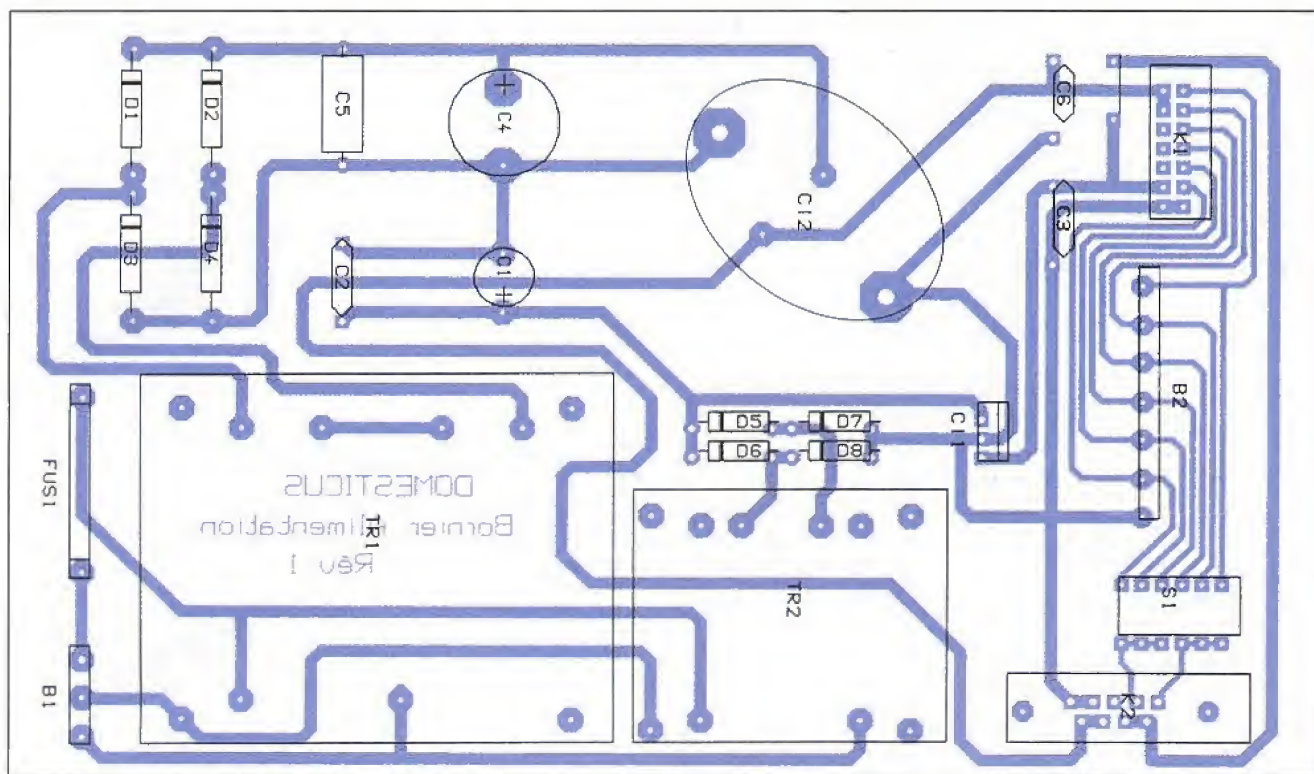 D1
D2
C5
C4
C6
K1
C12
C3
D3
D4
C2
C1
B2
D5
D7
CI1
D6
D8
FUS1
DOMESTICUS
Bornier Alimentation
Rév 1
TR1
TR2
S1
B1
K2